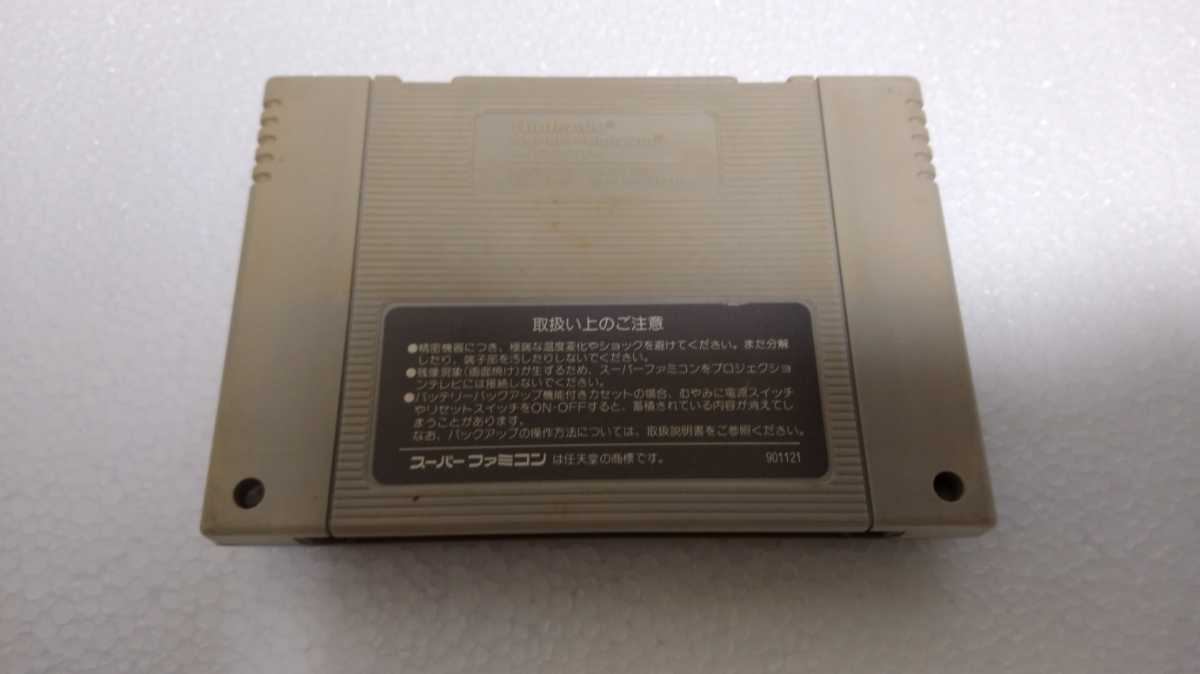 Nintendo®
取扱い上のご注意
●精密機器につき、極端な温度変化やショックを避けてください。また分解
したり、端子部を汚したりしないでください。
●残像現象(画面焼け)が生ずるため、スーパーファミコンをプロジェクショ
ンテレビには接続しないでください。
●バッテリーバックアップ機能付きカセットの場合、むやみに電源スイッチ
やリセットスイッチをON・OFFすると、蓄積されている内容が消えてし
まうことがあります。
なお、バックアップの操作方法については、取扱説明書をご参照ください。
スーパーファミコン は任天堂の商標です。 901121